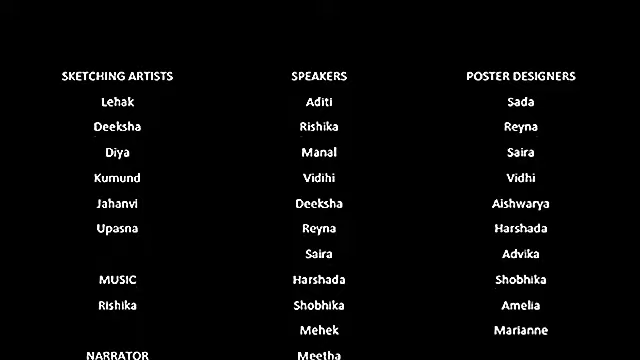 SKETCHING ARTISTS SPEAKERS POSTER DESIGNERS
Lehak Aditi Sada
Deeksha Rishika Reyna
Diya Manal Saira
Kumund Vidihi Vidhi
Jahanvi Deeksha Aishwarya
Upasna Reyna Harshada
Saira Advika
MUSIC Harshada Shobhika
Rishika Shobhika Amelia
Mehek Marianne
NARRATOR Meetha